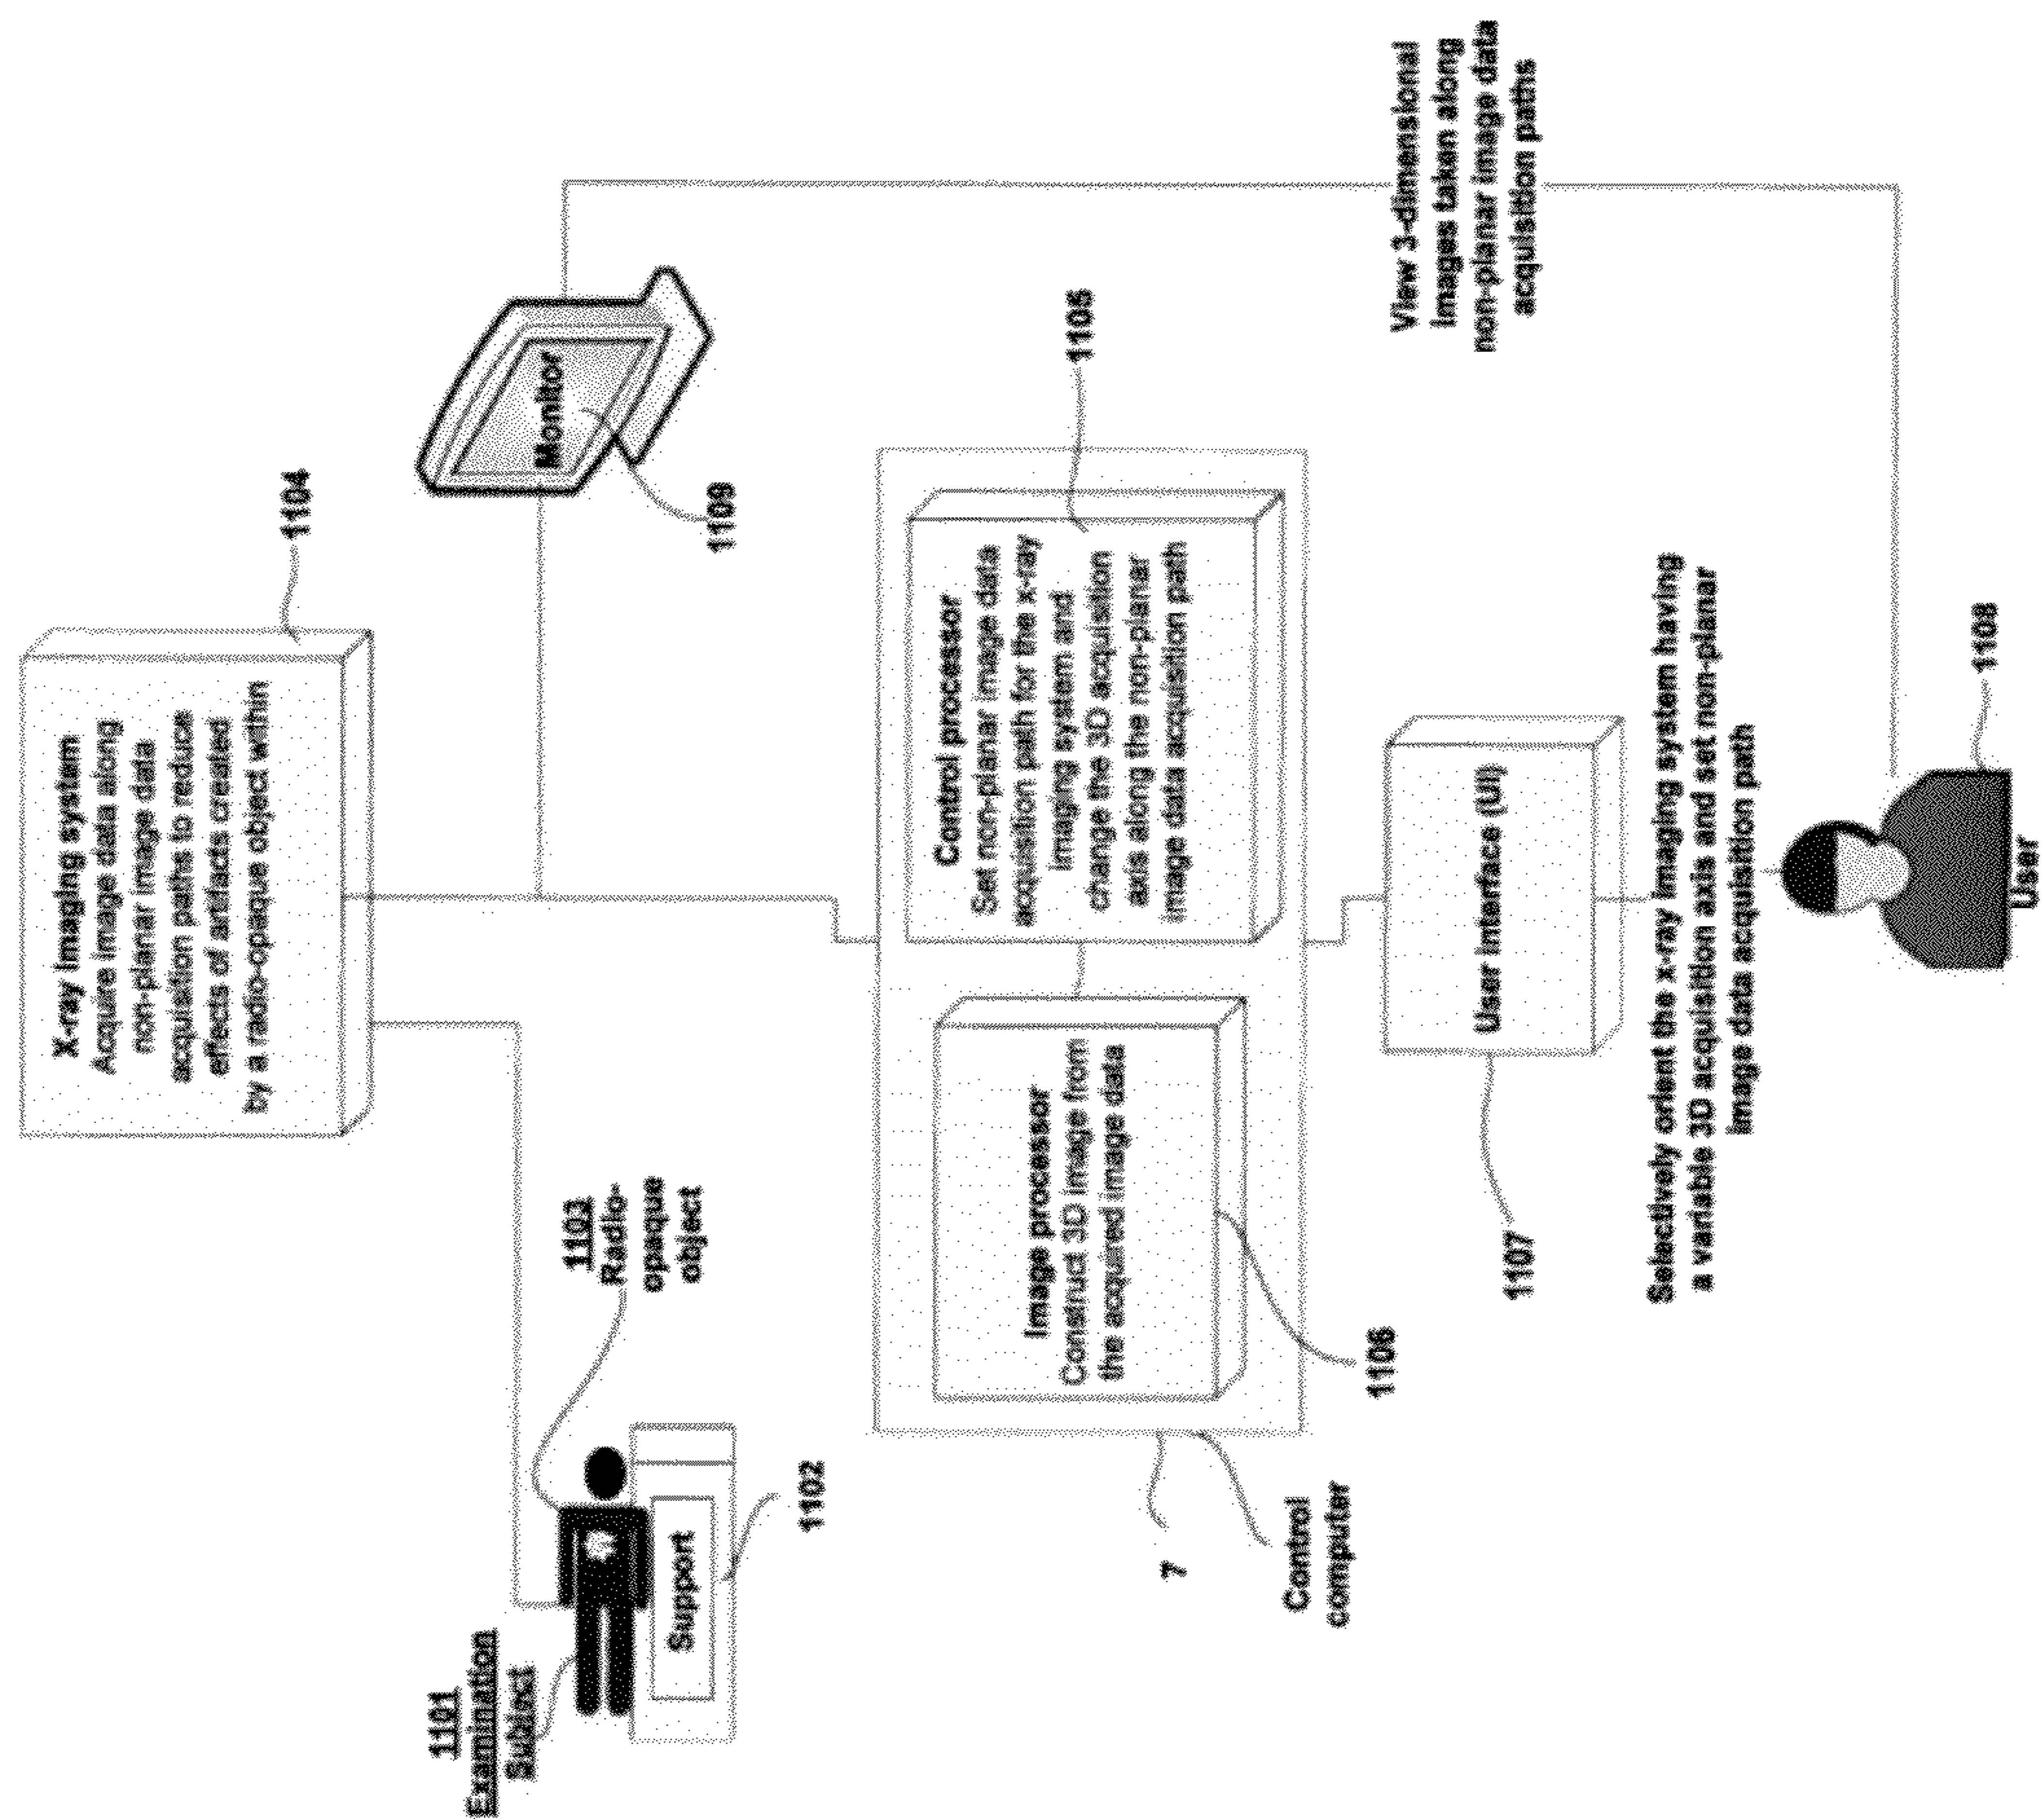 1104
X-ray imaging system
Acquire image data along
non-planar image data
acquisition paths to reduce
effects of artifacts created
by a radio-opaque object within
1101
Examination
Subject
1103
Radio-
opaque
object
Support
1102
Monitor
1109
Control processor
Set non-planar image data
acquisition path for the x-ray
imaging system and
change the 3D acquisition
axis along the non-planar
image data acquisition path
1105
Image processor
Construct 3D image from
the acquired image data
1106
7
Control
computer
User Interface (UI)
1107
View 3-dimensional
images taken along
non-planar image data
acquisition paths
Selectively orient the x-ray imaging system having
a variable 3D acquisition axis and set non-planar
image data acquisition path
1108
User